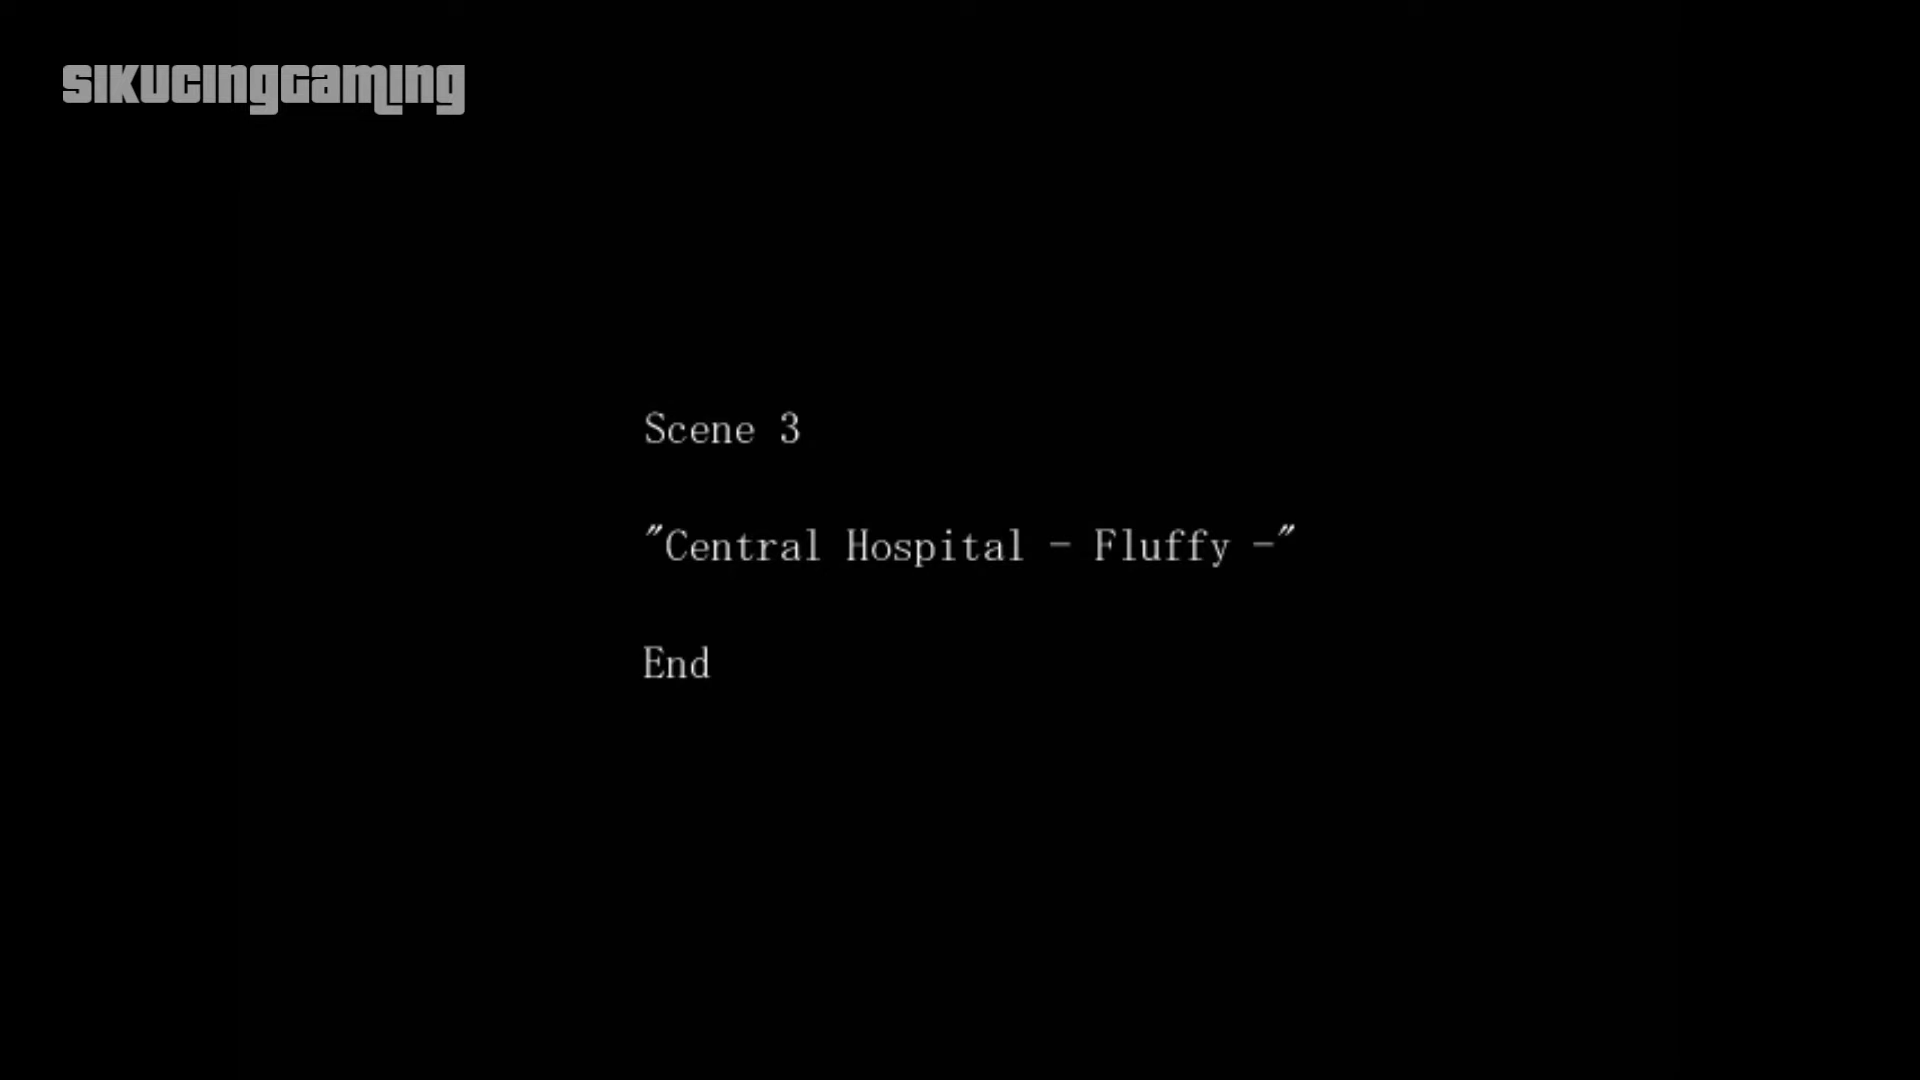 SIKUCINGGAMING
Scene 3
"Central Hospital - Fluffy -"
End